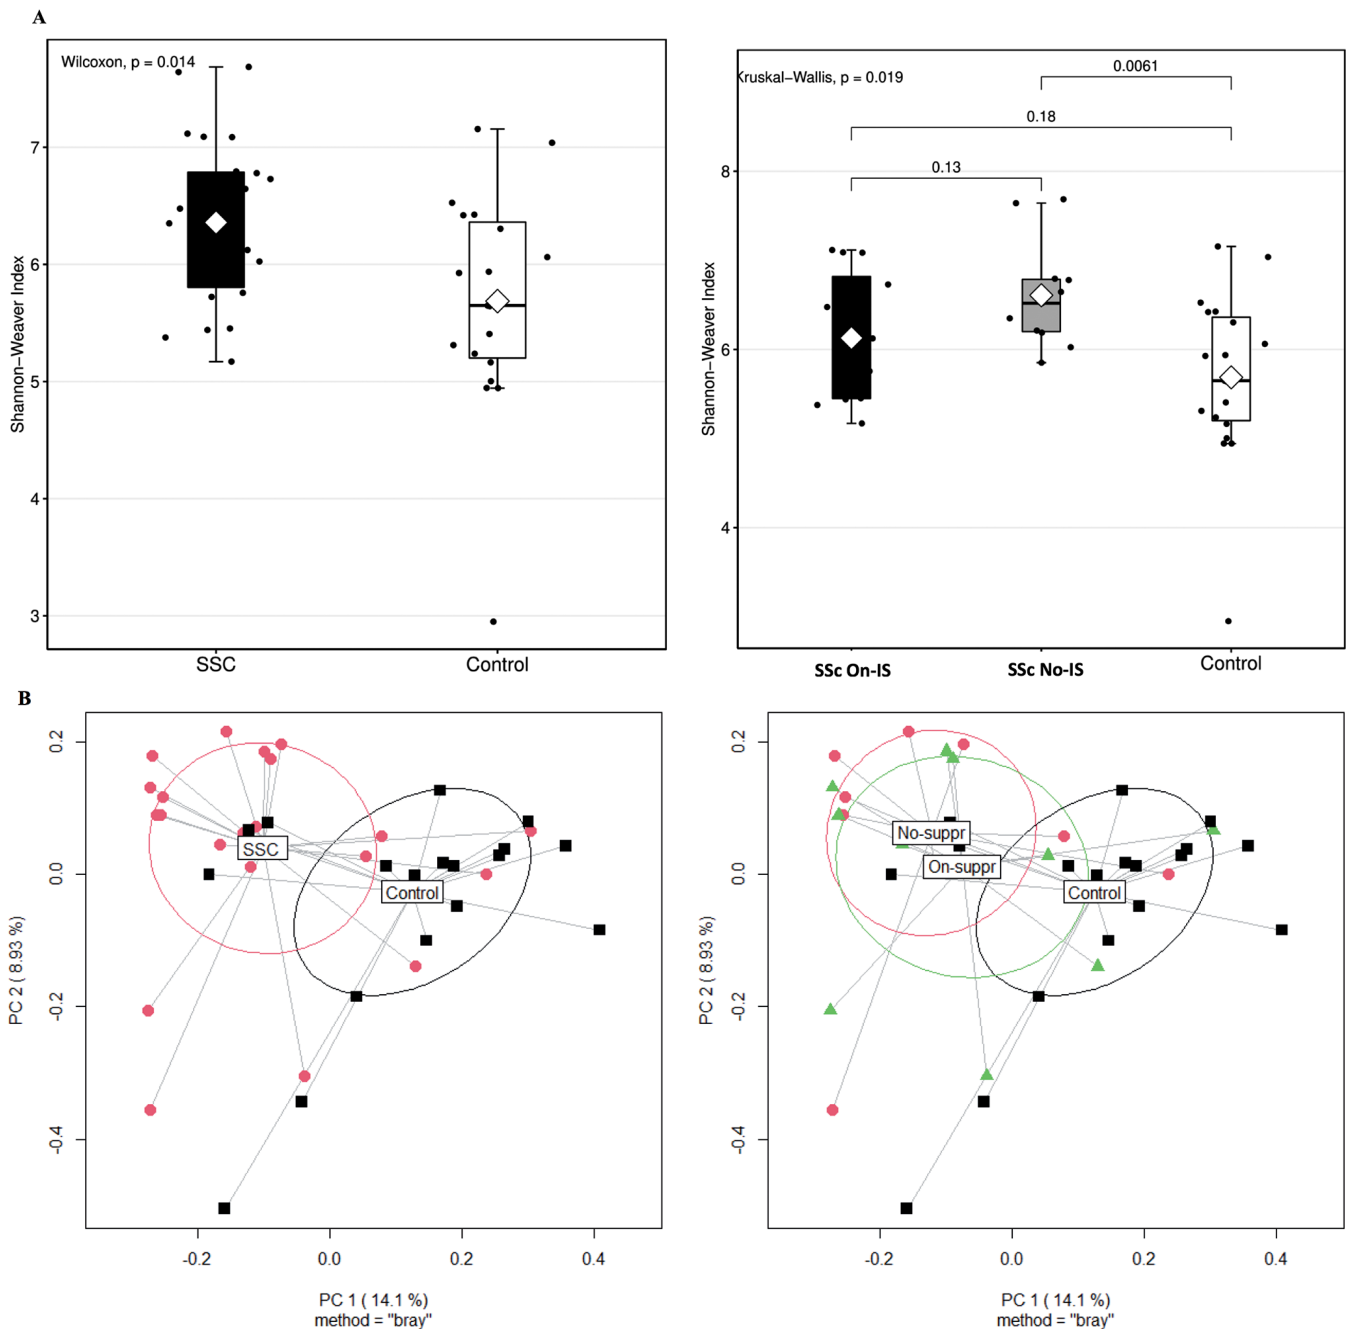 A
Wilcoxon, p = 0.014
7
6
5
4
3
Shannon-Weaver Index
SSC
Control
Kruskal-Wallis, p = 0.019
0.0061
0.18
0.13
8
6
4
Shannon-Weaver Index
SSc On-IS
SSc No-IS
Control
B
0.2
0.0
-0.2
-0.4
PC 2 ( 8.93 %)
SSC
Control
-0.2
0.0
0.2
0.4
PC 1 ( 14.1 %)
method = "bray"
0.2
0.0
-0.2
-0.4
PC 2 ( 8.93 %)
No-suppr
On-suppr
Control
-0.2
0.0
0.2
0.4
PC 1 ( 14.1 %)
method = "bray"